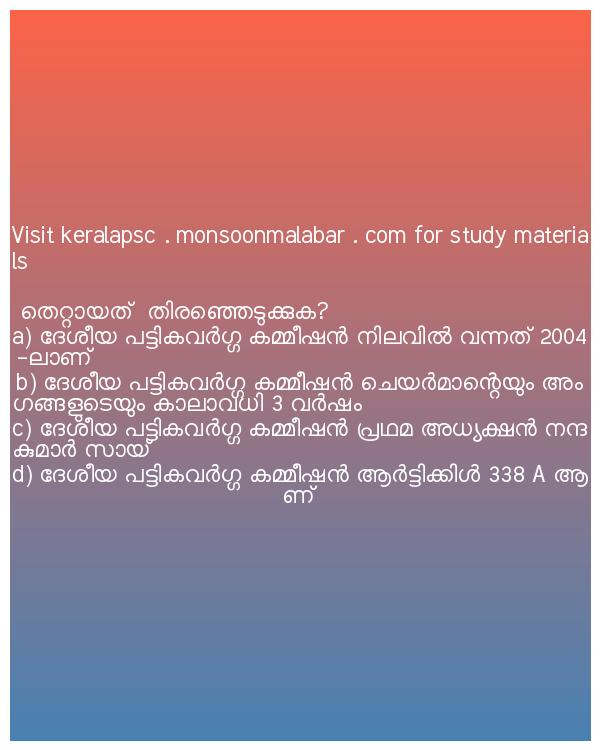 Visit keralapsc . monsoonmalabar . com for study materia
ls
തെറ്റായത് തിരഞ്ഞെടുക്കുക?
a) ദേശീയ പട്ടികവർഗ്ഗ കമ്മീഷൻ നിലവിൽ വന്നത് 2004
-ലാണ്
b) ദേശീയ പട്ടികവർഗ്ഗ കമ്മീഷൻ ചെയർമാന്റെയും അം
ഗങ്ങളുടെയും കാലാവധി 3 വർഷം
c) ദേശീയ പട്ടികവർഗ്ഗ കമ്മീഷൻ പ്രഥമ അധ്യക്ഷൻ നന്ദ
കുമാർ സായ്
d) ദേശീയ പട്ടികവർഗ്ഗ കമ്മീഷൻ ആർട്ടിക്കിൾ 338 A ആ
ണ്